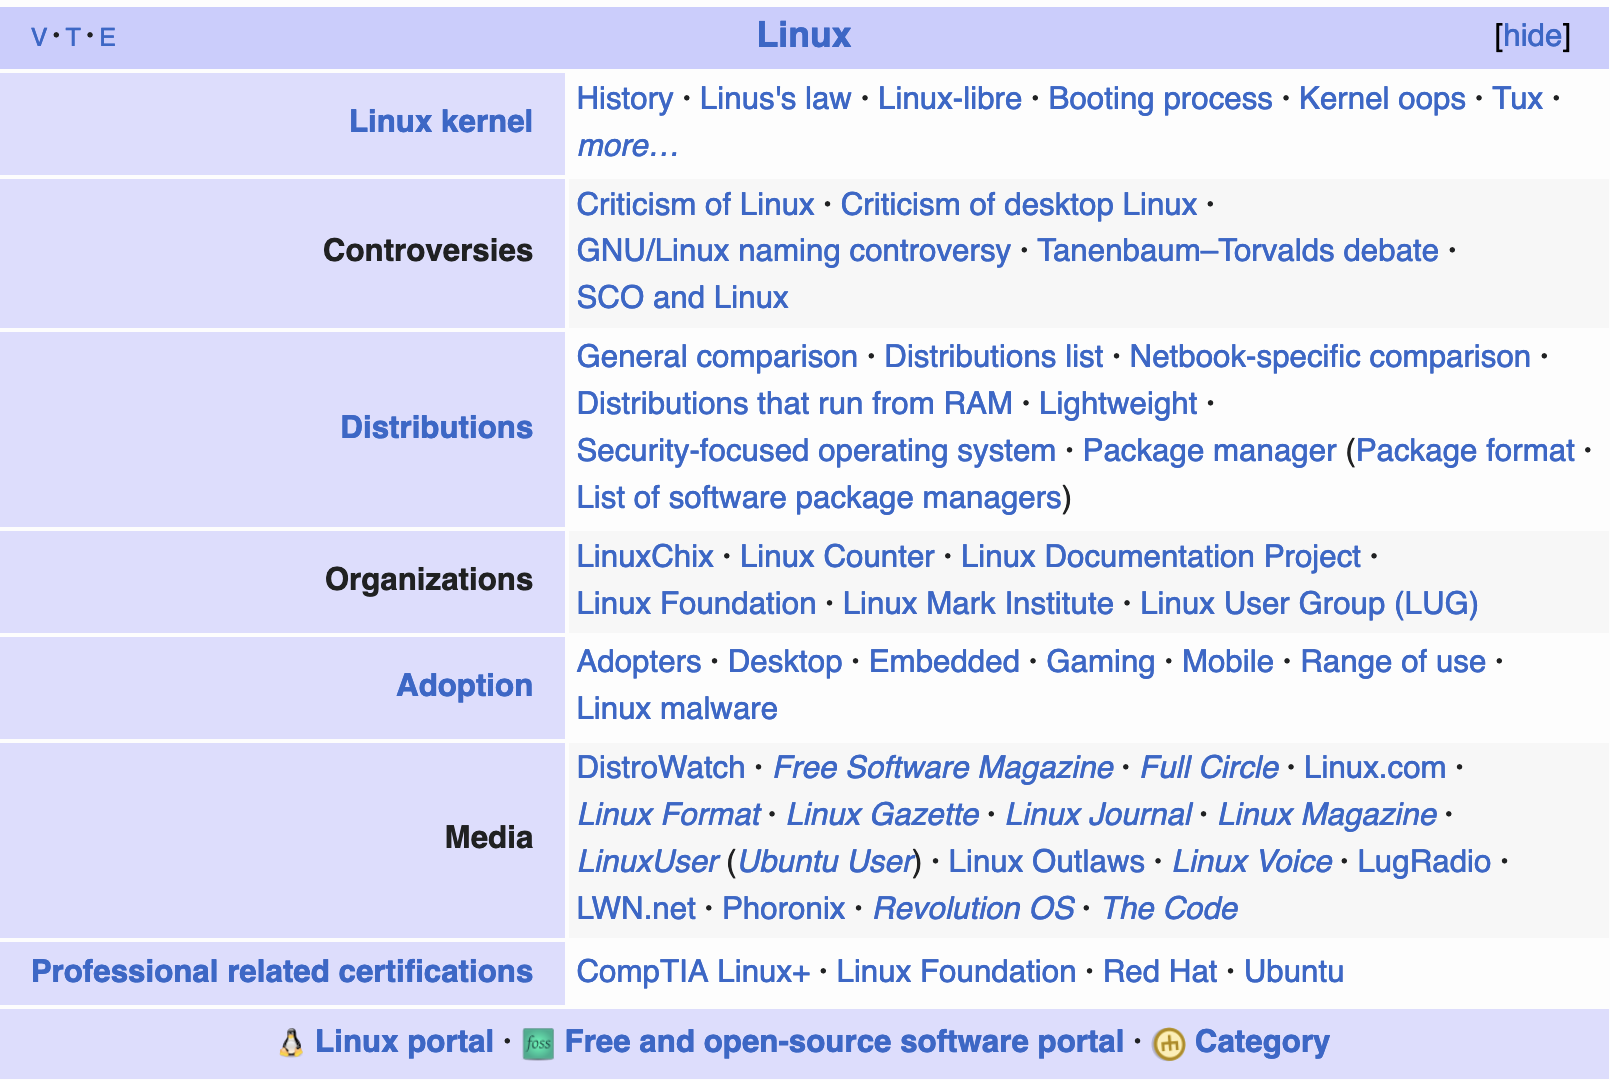 V · T · E
Linux
[hide]
Linux kernel
History · Linus's law · Linux-libre · Booting process · Kernel oops · Tux ·
more…
Controversies
Criticism of Linux · Criticism of desktop Linux ·
GNU/Linux naming controversy · Tanenbaum–Torvalds debate ·
SCO and Linux
Distributions
General comparison · Distributions list · Netbook-specific comparison ·
Distributions that run from RAM · Lightweight ·
Security-focused operating system · Package manager (Package format ·
List of software package managers)
Organizations
LinuxChix · Linux Counter · Linux Documentation Project ·
Linux Foundation · Linux Mark Institute · Linux User Group (LUG)
Adoption
Adopters · Desktop · Embedded · Gaming · Mobile · Range of use ·
Linux malware
Media
DistroWatch · Free Software Magazine · Full Circle · Linux.com ·
Linux Format · Linux Gazette · Linux Journal · Linux Magazine ·
LinuxUser (Ubuntu User) · Linux Outlaws · Linux Voice · LugRadio ·
LWN.net · Phoronix · Revolution OS · The Code
Professional related certifications
CompTIA Linux+ · Linux Foundation · Red Hat · Ubuntu
Linux portal · foss Free and open-source software portal · Category